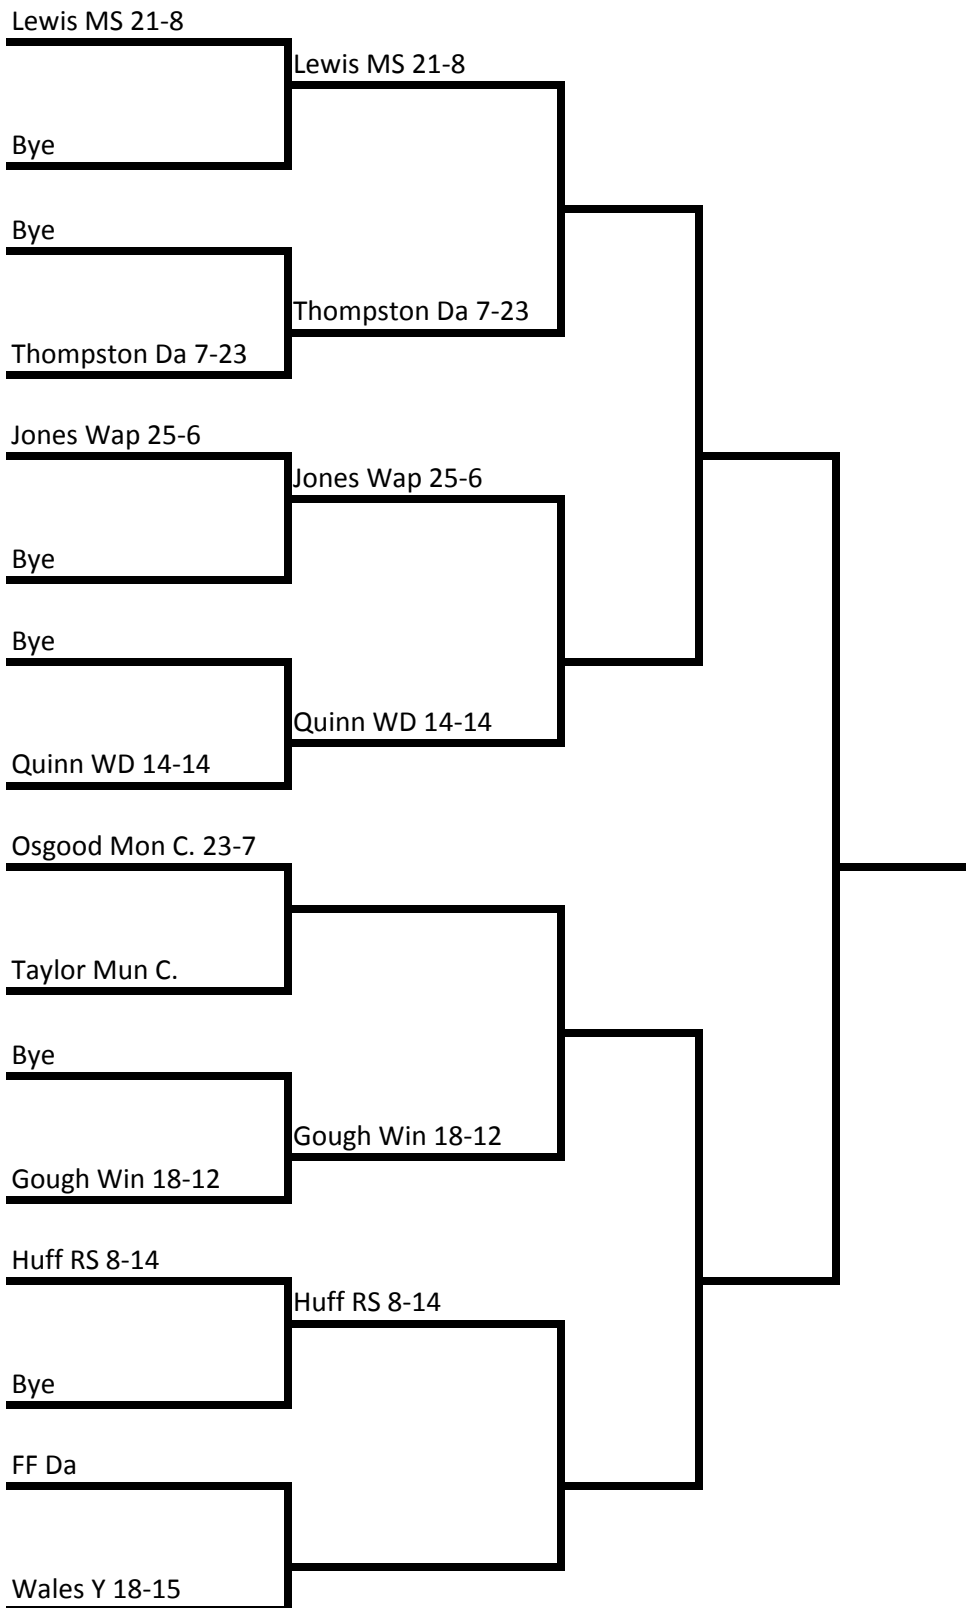 Lewis MS 21-8
Lewis MS 21-8
Bye
Bye
Thompston Da 7-23
Thompston Da 7-23
Jones Wap 25-6
Jones Wap 25-6
Bye
Bye
Quinn WD 14-14
Quinn WD 14-14
Osgood Mon C. 23-7
Taylor Mun C.
Bye
Gough Win 18-12
Gough Win 18-12
Huff RS 8-14
Huff RS 8-14
Bye
FF Da
Wales Y 18-15